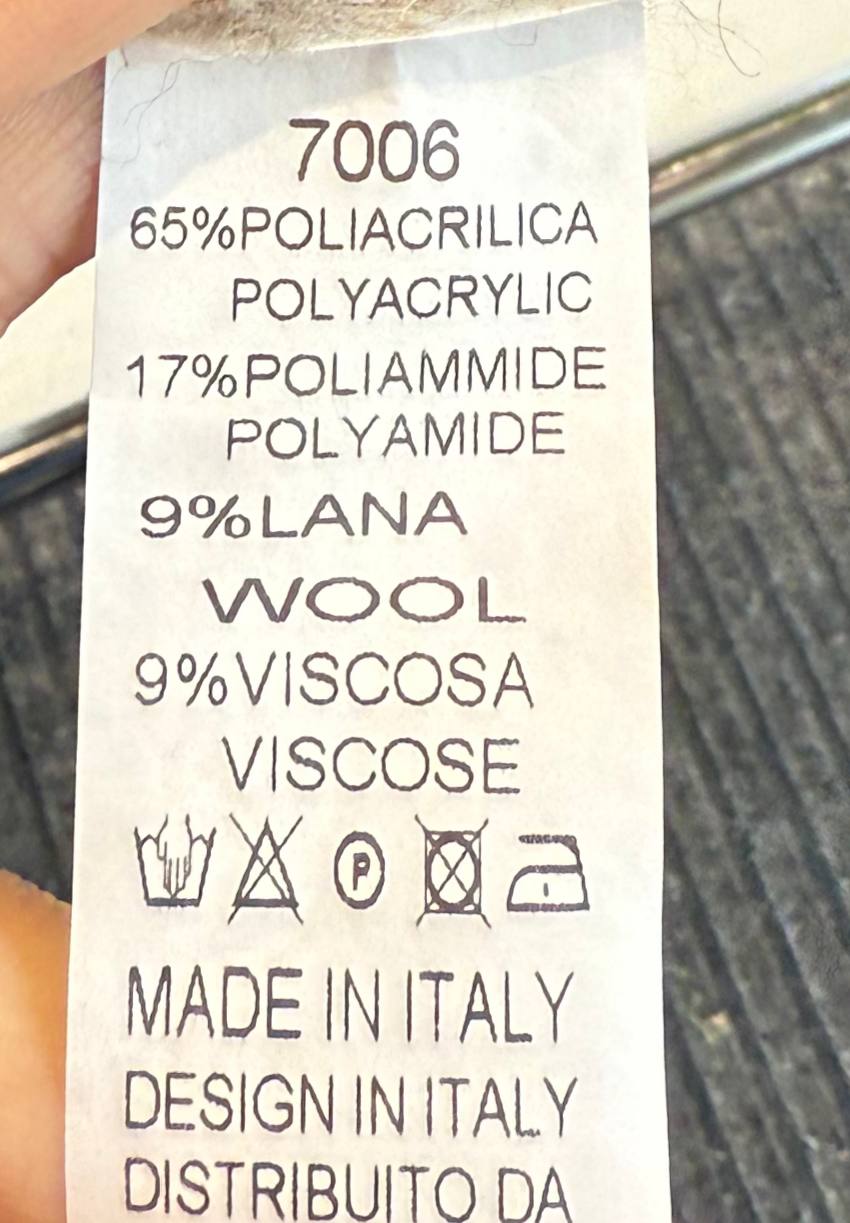 7006
65%POLIACRILICA
POLYACRYLIC
17%POLIAMMIDE
POLYAMIDE
9%LANA
WOOL
9%VISCOSA
VISCOSE
P
MADE IN ITALY
DESIGN IN ITALY
DISTRIBUITO DA